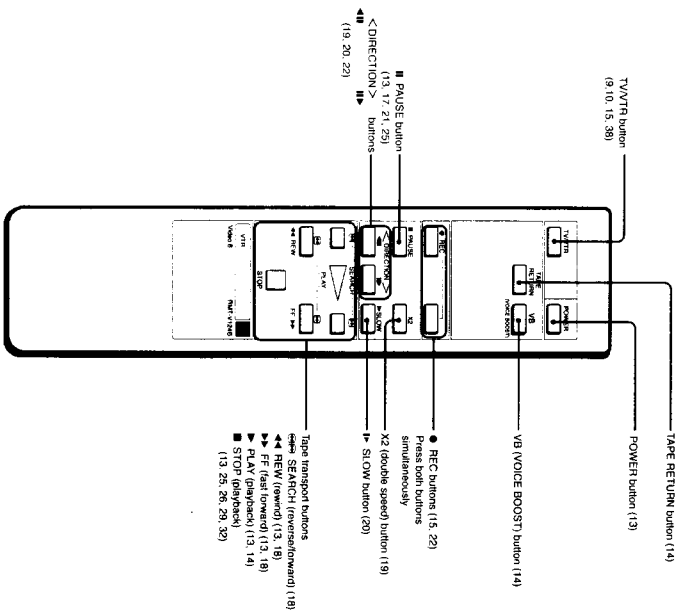 TV/VTR button
(9,10, 15, 38)
⏸ PAUSE button
(13, 17, 21, 25)
< DIRECTION >
◀⏸ ⏸▶ buttons
(19, 20, 22)
TV/VTR
POWER
TAPE
RETURN
VB
(VOICE BOOST)
● REC
⏸ PAUSE
X2
< DIRECTION >
◀⏸
⏸▶
I▶ SLOW
SEARCH
PLAY
◀◀ REW
FF ▶▶
STOP
VTR
Video 8
RMT-V124B
TAPE RETURN button (14)
POWER button (13)
VB (VOICE BOOST) button (14)
● REC buttons (15, 22)
Press both buttons
simultaneously
X2 (double speed) button (19)
I▶ SLOW button (20)
Tape transport buttons
SEARCH (reverse/forward) (18)
◀◀ REW (rewind) (13, 18)
▶▶ FF (fast forward) (13, 18)
▶ PLAY (playback) (13, 14)
■ STOP (playback)
(13, 25, 26, 29, 32)